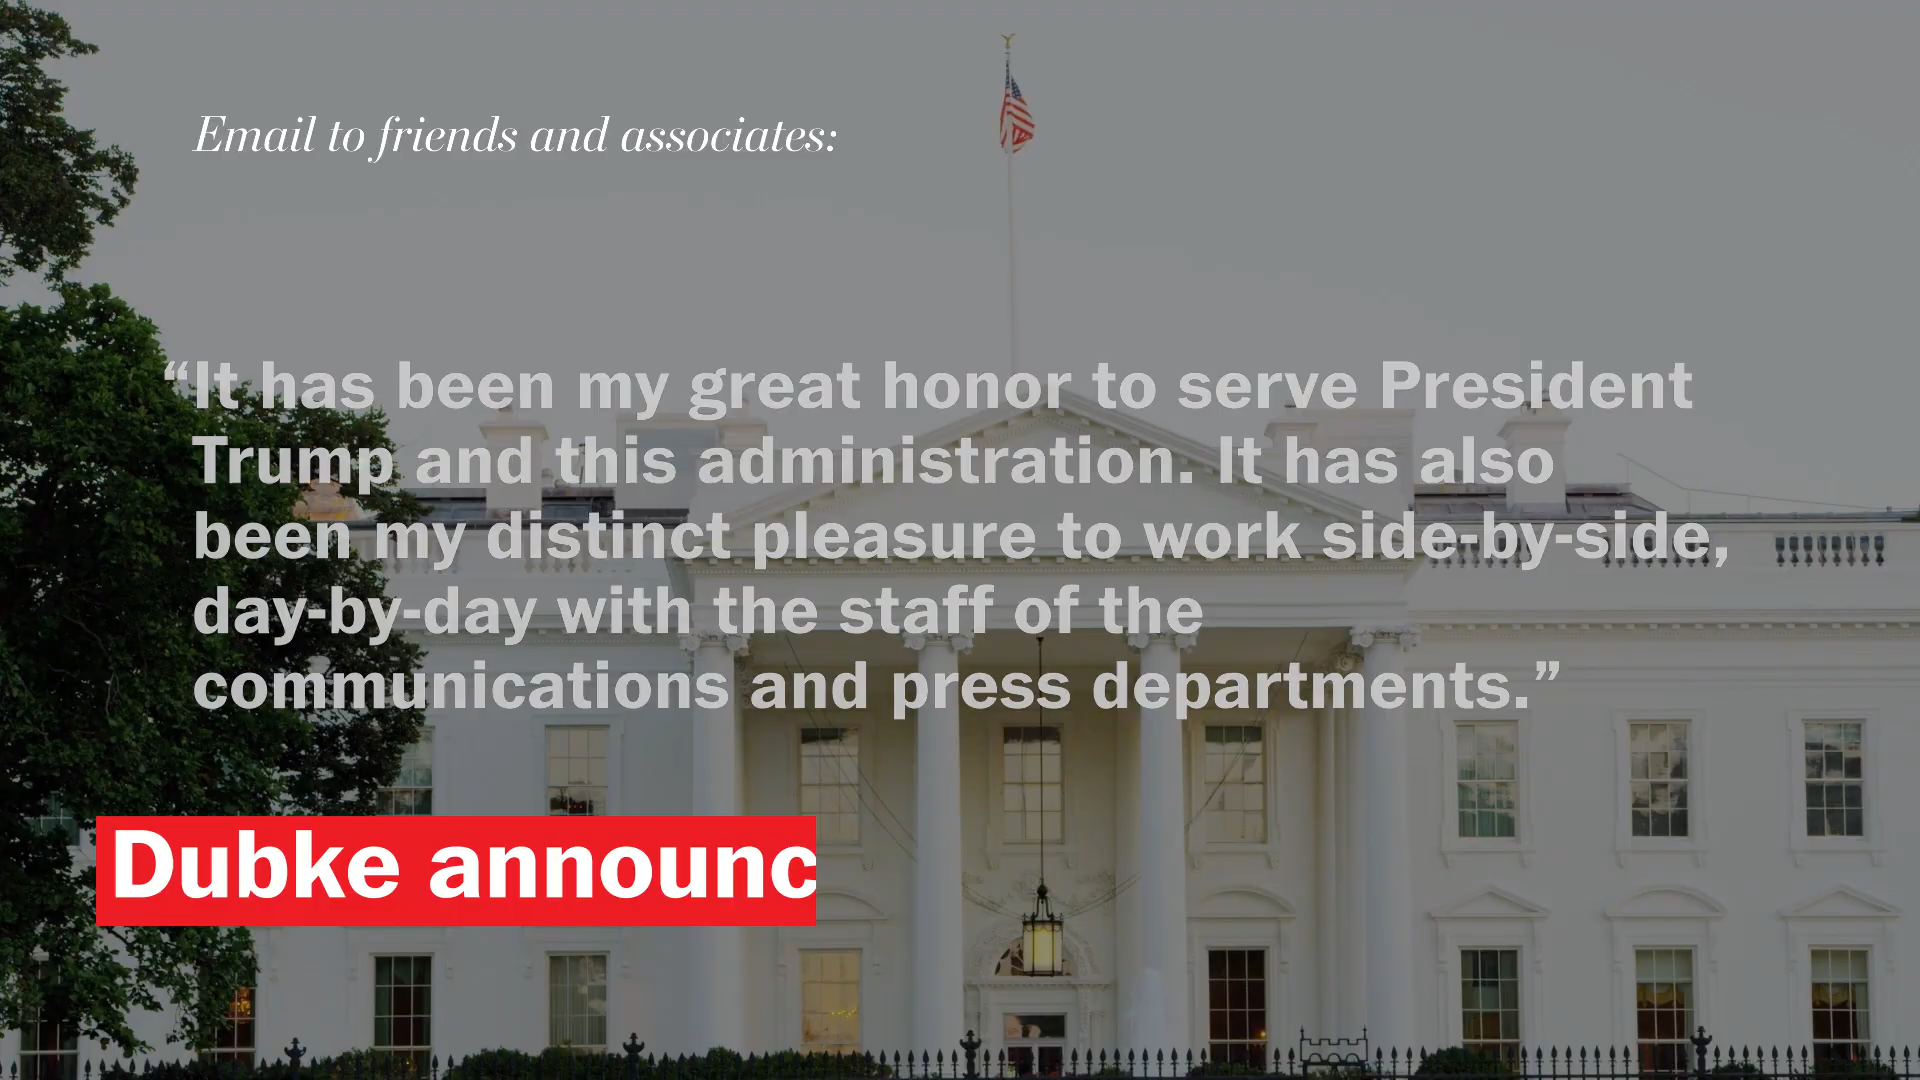 Email to friends and associates:
“It has been my great honor to serve President
Trump and this administration. It has also
been my distinct pleasure to work side-by-side,
day-by-day with the staff of the
communications and press departments.”
Dubke announc